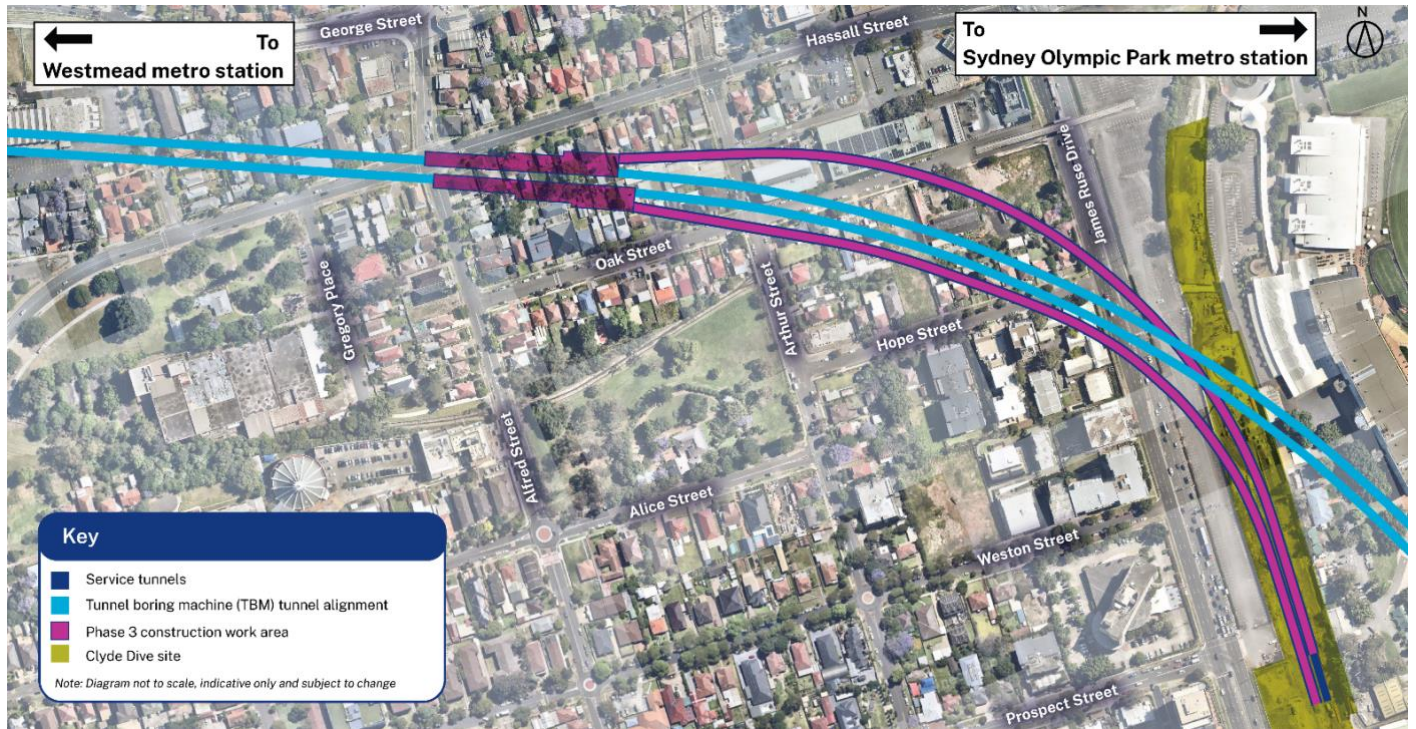 George Street
Hassall Street
To
Westmead metro station
To
Sydney Olympic Park metro station
N
James Ruse Drive
Gregory Place
Oak Street
Arthur Street
Hope Street
Alfred Street
Alice Street
Weston Street
Prospect Street
Key
Service tunnels
Tunnel boring machine (TBM) tunnel alignment
Phase 3 construction work area
Clyde Dive site
Note: Diagram not to scale, indicative only and subject to change